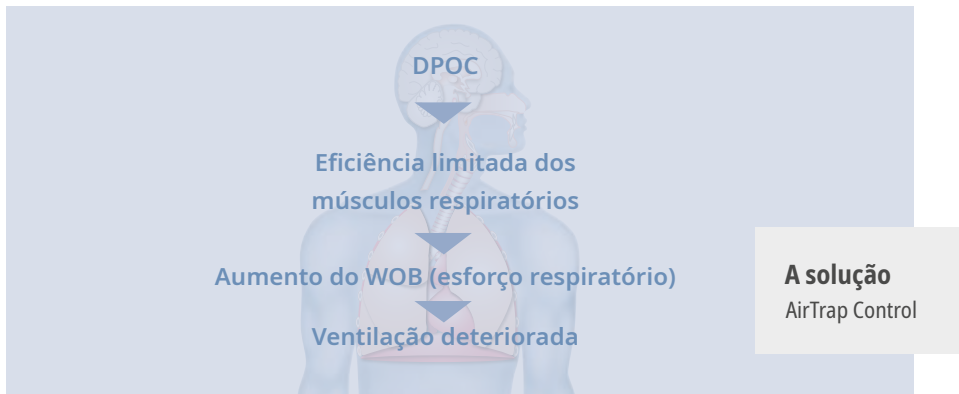 DPOC
Eficiência limitada dos
músculos respiratórios
Aumento do WOB (esforço respiratório)
Ventilação deteriorada
A solução
AirTrap Control